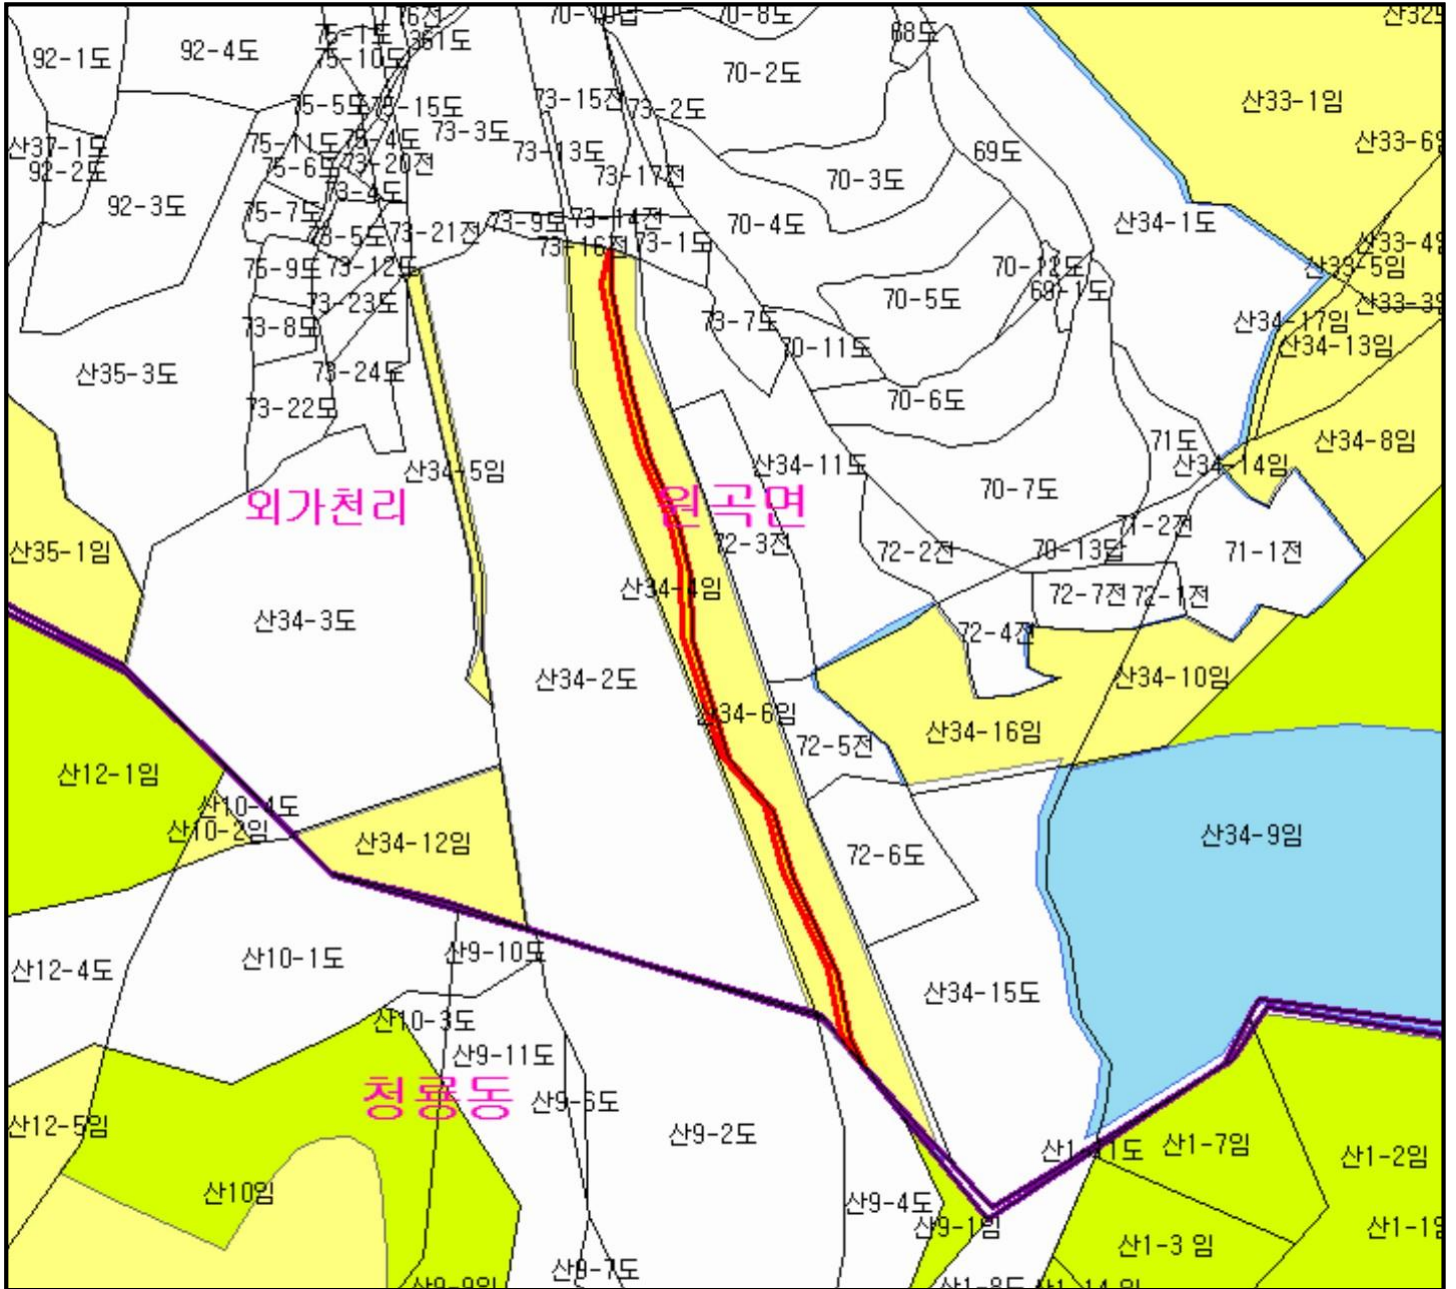 70-8도
68도
92-1도
92-4도
75-10도
361도
70-2도
산33-1임
75-5도
75-15도
73-15전
73-2도
75-11도
75-4도
73-3도
73-13도
69도
산37-1도
92-2도
75-6도
73-20전
73-17전
70-3도
73-4도
92-3도
75-7도
73-5도
73-21전
73-9도
73-14전
73-16전
73-1도
70-4도
산34-1도
75-9도
73-12도
70-12도
산33-5임
69-1도
73-23도
70-5도
73-8도
73-7도
산34-17임
산34-13임
70-11도
산35-3도
73-24도
73-22도
70-6도
산34-8임
71도
산34-5임
산34-11도
산34-14임
70-7도
외가천리
원곡면
71-2전
산35-1임
72-3전
72-2전
70-13답
71-1전
산34-4임
72-7전
72-1전
산34-3도
72-4전
산34-2도
산34-10임
산34-6임
72-5전
산34-16임
산12-1임
산10-4도
산10-2임
산34-12임
72-6도
산34-9임
산12-4도
산10-1도
산9-10도
산34-15도
산10-3도
산9-11도
청룡동
산9-6도
산12-5임
산9-2도
산1-11도
산1-7임
산1-2임
산10임
산9-4도
산9-1임
산1-3 임
산9-7도